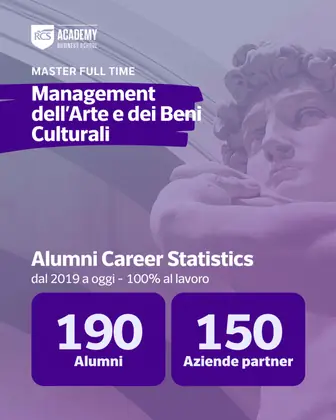 RCS
ACADEMY
BUSINESS SCHOOL
MASTER FULL TIME
Management
dell'Arte e dei Beni
Culturali
Alumni Career Statistics
dal 2019 a oggi - 100% al lavoro
190
Alumni
150
Aziende partner